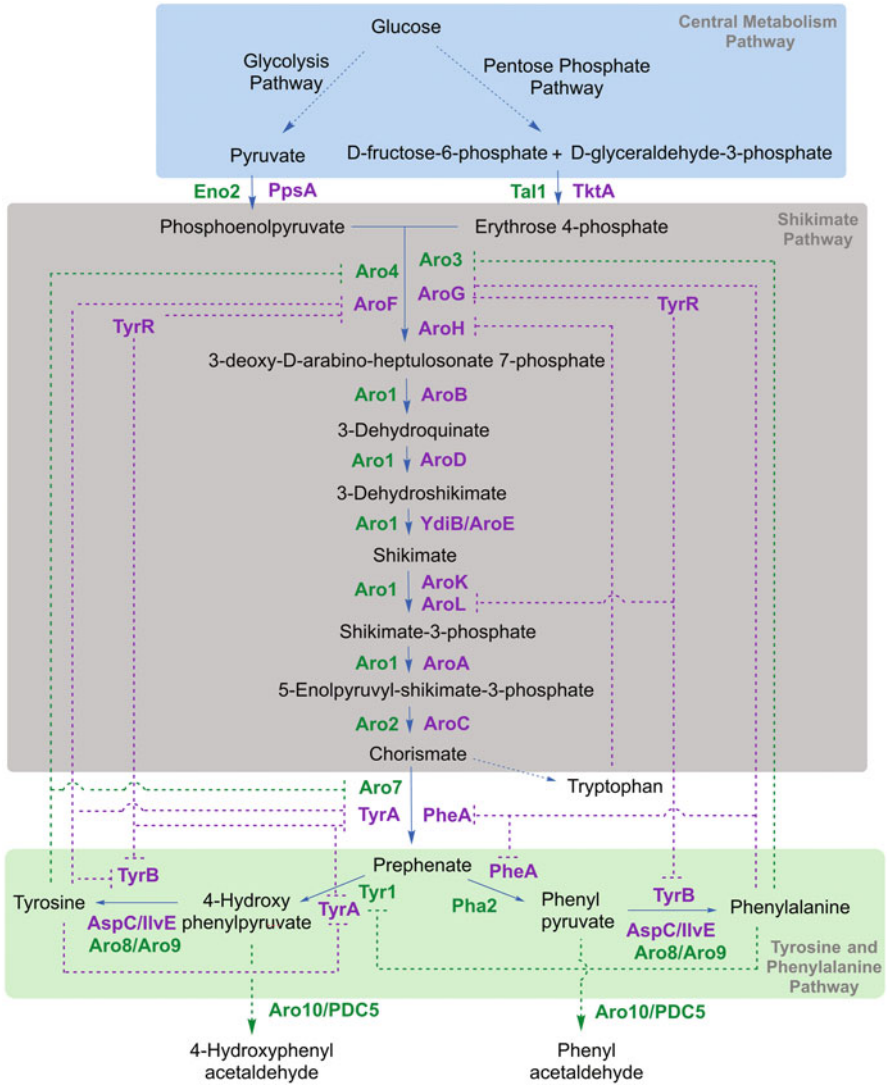 Glucose
Central Metabolism
Pathway
Glycolysis
Pathway
Pentose Phosphate
Pathway
Pyruvate
D-fructose-6-phosphate + D-glyceraldehyde-3-phosphate
Eno2 PpsA
Tal1 TktA
Phosphoenolpyruvate
Erythrose 4-phosphate
Shikimate
Pathway
Aro4
Aro3
AroF
AroG
TyrR
TyrR
AroH
3-deoxy-D-arabino-heptulosonate 7-phosphate
Aro1 AroB
3-Dehydroquinate
Aro1 AroD
3-Dehydroshikimate
Aro1 YdiB/AroE
Shikimate
Aro1
AroK
AroL
Shikimate-3-phosphate
Aro1 AroA
5-Enolpyruvyl-shikimate-3-phosphate
Aro2 AroC
Chorismate
Tryptophan
Aro7
TyrA PheA
Prephenate
TyrB
PheA
Tyrosine
4-Hydroxy
phenylpyruvate
Tyr1
TyrA
Pha2
Phenyl
pyruvate
TyrB
Phenylalanine
AspC/IlvE
Aro8/Aro9
AspC/IlvE
Aro8/Aro9
Tyrosine and
Phenylalanine
Pathway
Aro10/PDC5
Aro10/PDC5
4-Hydroxyphenyl
acetaldehyde
Phenyl
acetaldehyde